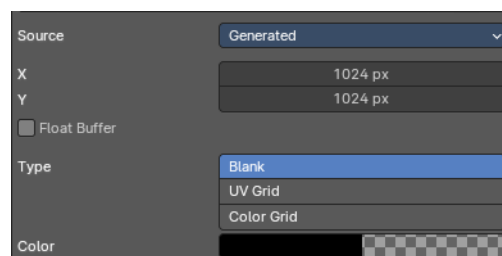 Source Generated
X 1024 px
Y 1024 px
Float Buffer
Type Blank
UV Grid
Color Grid
Color